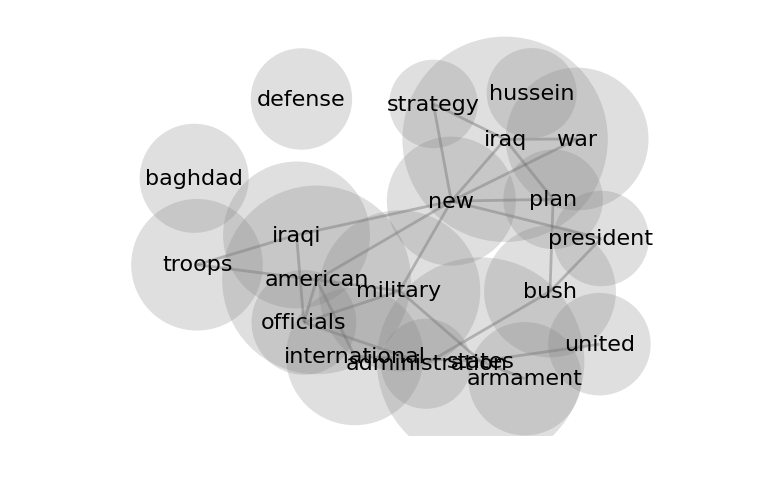 hussein
defense
strategy
iraq
war
baghdad
new
plan
iraqi
president
troops
american
military
bush
officials
united
international
administration
states
armament